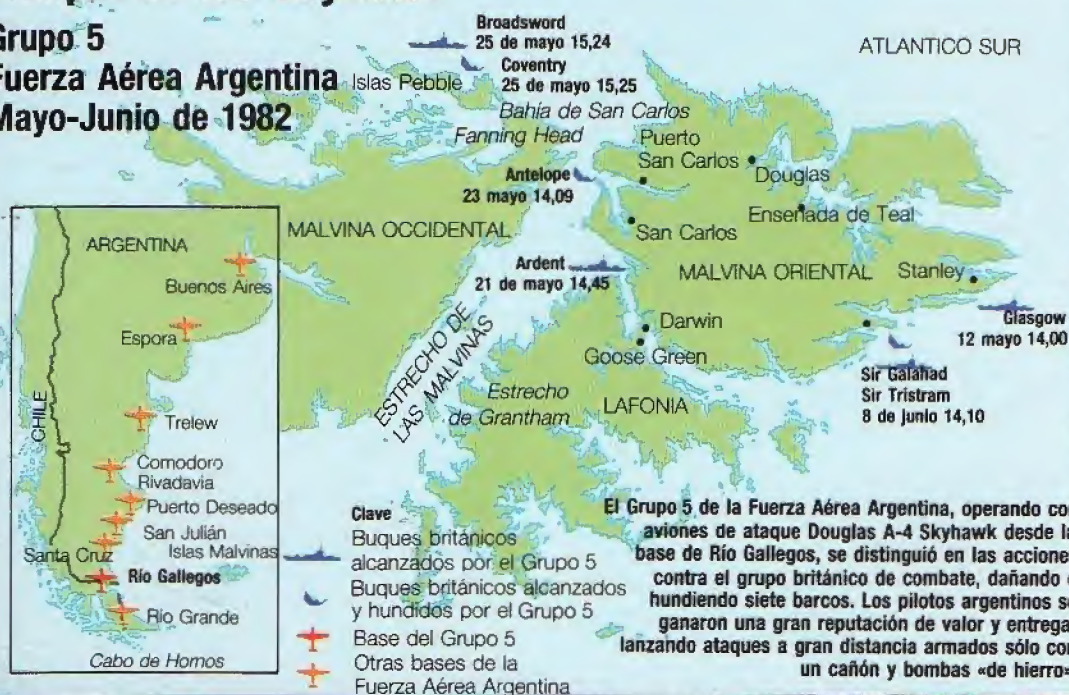 Grupo 5
Fuerza Aérea Argentina
Mayo-Junio de 1982
Broadsword
25 de mayo 15,24
Coventry
25 de mayo 15,25
ATLANTICO SUR
Islas Pebble
Bahía de San Carlos
Fanning Head
Puerto
San Carlos
Douglas
Antelope
23 mayo 14,09
Ensenada de Teal
San Carlos
MALVINA OCCIDENTAL
Ardent
21 de mayo 14,45
MALVINA ORIENTAL
Stanley
Darwin
Goose Green
Glasgow
12 mayo 14,00
Sir Galahad
Sir Tristram
8 de junio 14,10
ESTRECHO DE
LAS MALVINAS
Estrecho
de Grantham
LAFONIA
ARGENTINA
Buenos Aires
Espora
CHILE
Trelew
Comodoro
Rivadavia
Puerto Deseado
San Julián
Santa Cruz
Islas Malvinas
Río Gallegos
Río Grande
Cabo de Hornos
Clave
Buques británicos
alcanzados por el Grupo 5
Buques británicos alcanzados
y hundidos por el Grupo 5
Base del Grupo 5
Otras bases de la
Fuerza Aérea Argentina
El Grupo 5 de la Fuerza Aérea Argentina, operando
aviones de ataque Douglas A-4 Skyhawk desde
base de Río Gallegos, se distinguió en las
contra el grupo británico de combate, dañando
hundiendo siete barcos. Los pilotos argentinos
ganaron una gran reputación de valor y entrega
lanzando ataques a gran distancia armados sólo
un cañón y bombas «de hierro»